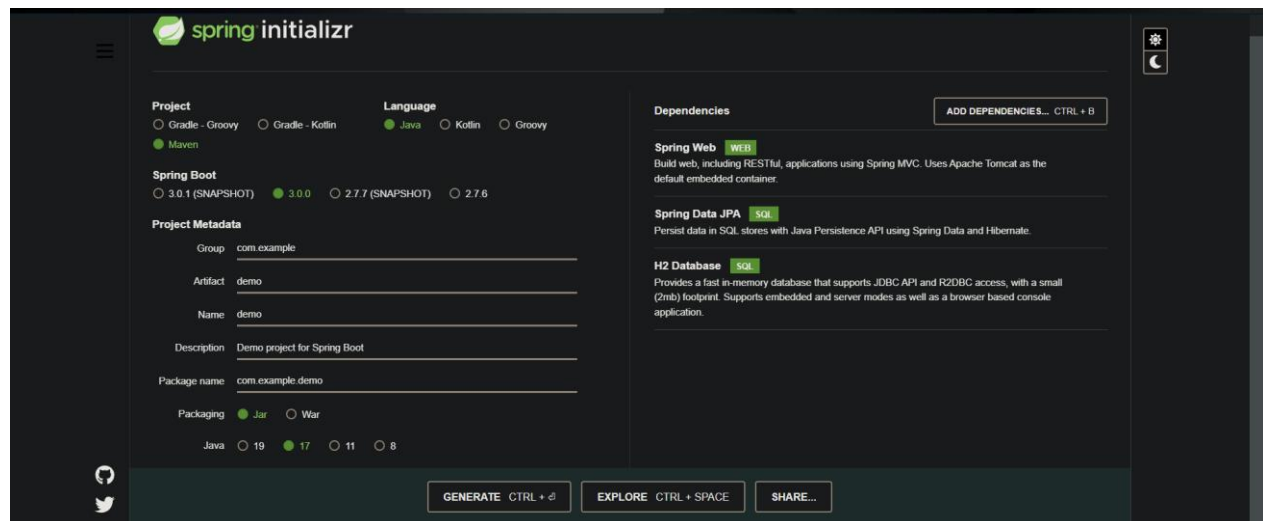 spring initializr
Project
Gradle - Groovy Gradle - Kotlin
Maven
Language
Java Kotlin Groovy
Spring Boot
3.0.1 (SNAPSHOT) 3.0.0 2.7.7 (SNAPSHOT) 2.7.6
Project Metadata
Group com.example
Artifact demo
Name demo
Description Demo project for Spring Boot
Package name com.example.demo
Packaging Jar War
Java 19 17 11 8
Dependencies
ADD DEPENDENCIES... CTRL + B
Spring Web WEB
Build web, including RESTful, applications using Spring MVC. Uses Apache Tomcat as the
default embedded container.
Spring Data JPA SQL
Persist data in SQL stores with Java Persistence API using Spring Data and Hibernate.
H2 Database SQL
Provides a fast in-memory database that supports JDBC API and R2DBC access, with a small
(2mb) footprint. Supports embedded and server modes as well as a browser based console
application.
GENERATE CTRL + ⏎ EXPLORE CTRL + SPACE SHARE...